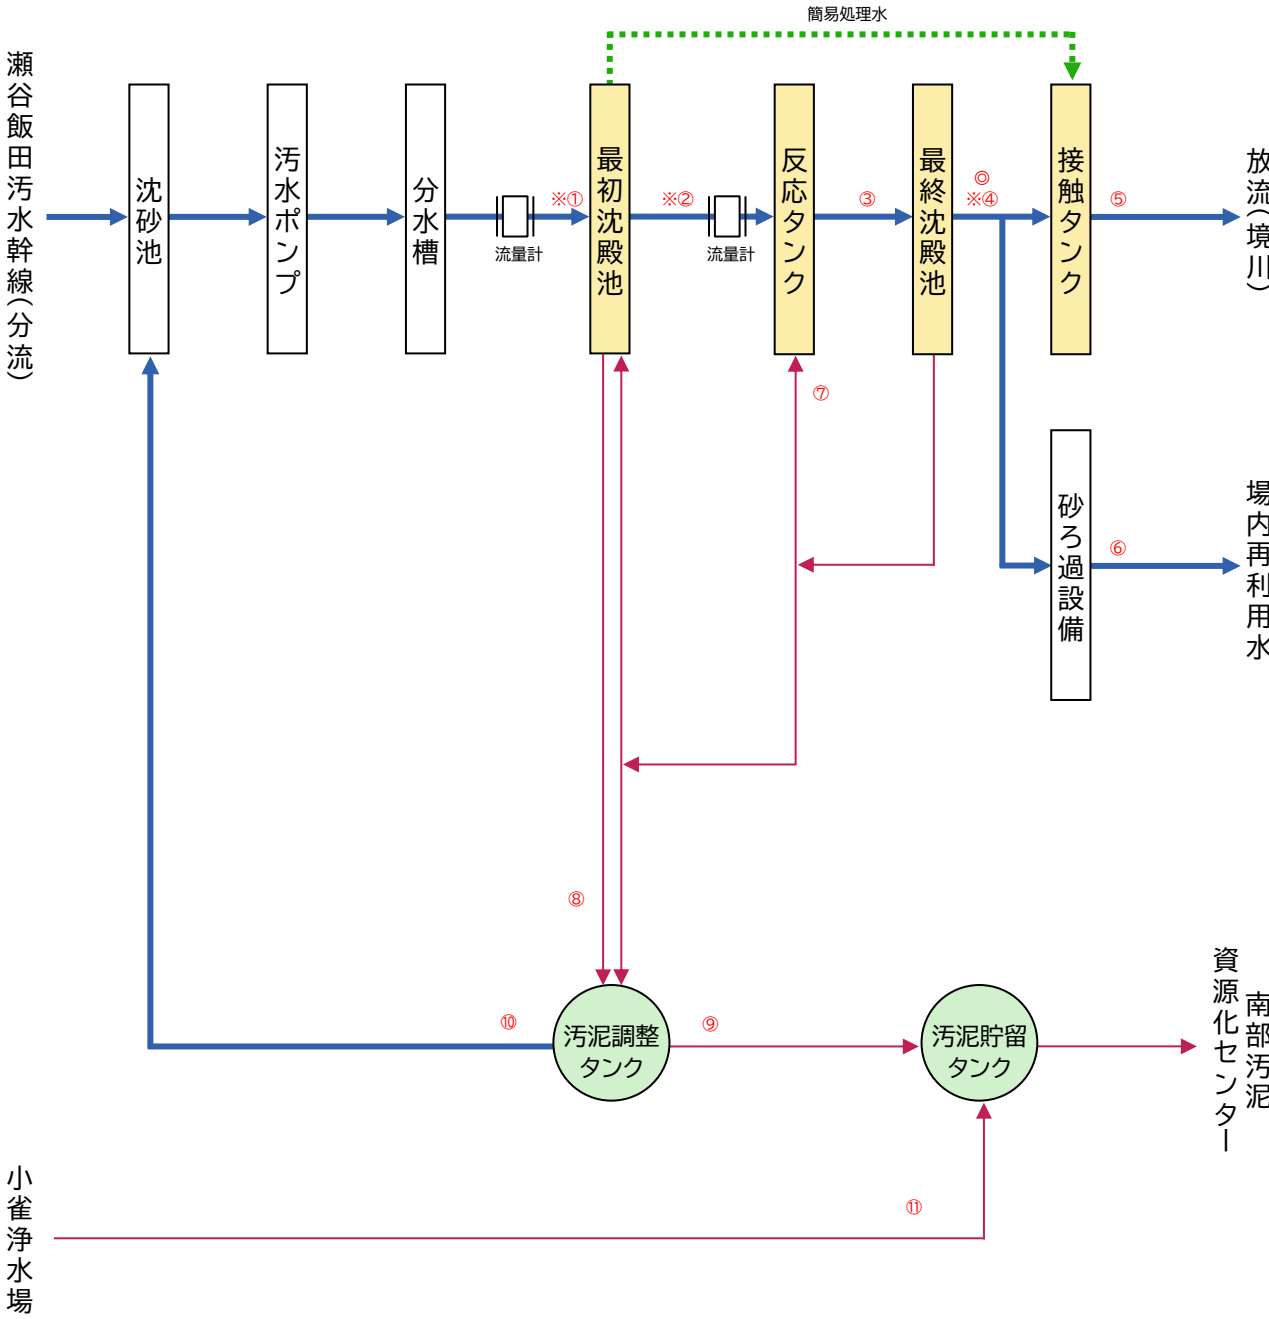 簡易処理水
瀬谷飯田汚水幹線(分流)
沈砂池
汚水ポンプ
分水槽
流量計
※①
最初沈殿池
※②
流量計
反応タンク
③
最終沈殿池
◎
※④
接触タンク
⑤
放流(境川)
⑦
砂ろ過設備
⑥
場内再利用水
⑧
⑩
汚泥調整
タンク
⑨
汚泥貯留
タンク
南部汚泥
資源化センター
⑪
小雀浄水場